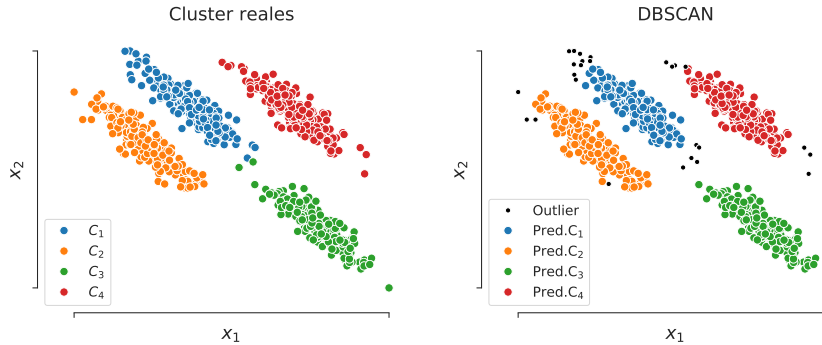 Cluster reales
x₂
C₁
C₂
C₃
C₄
x₁
DBSCAN
x₂
Outlier
Pred.C₁
Pred.C₂
Pred.C₃
Pred.C₄
x₁